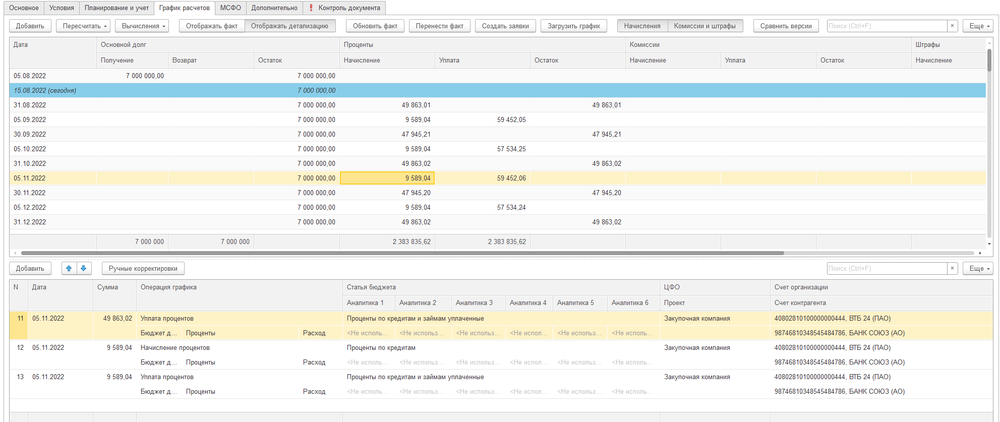 Основное Условия Планирование и учет График расчетов МСФО Дополнительно Контроль документа
Добавить Пересчитать Вычисления Отображать факт Отображать детализацию Обновить факт Перенести факт Создать заявки Загрузить график Начисления Комиссии и штрафы Сравнить версии Поиск (Ctrl+F) × Еще
Дата Основной долг Проценты Комиссии Штрафы
Получение Возврат Остаток Начисление Уплата Остаток Начисление Уплата Остаток Начисление
05.08.2022 7 000 000,00 7 000 000,00
15.08.2022 (сегодня) 7 000 000,00
31.08.2022 7 000 000,00 49 863,01 49 863,01
05.09.2022 7 000 000,00 9 589,04 59 452,05
30.09.2022 7 000 000,00 47 945,21 47 945,21
05.10.2022 7 000 000,00 9 589,04 57 534,25
31.10.2022 7 000 000,00 49 863,02 49 863,02
05.11.2022 7 000 000,00 9 589,04 59 452,06
30.11.2022 7 000 000,00 47 945,20 47 945,20
05.12.2022 7 000 000,00 9 589,04 57 534,24
31.12.2022 7 000 000,00 49 863,02 49 863,02
7 000 000 7 000 000 2 383 835,62 2 383 835,62
Добавить Ручные корректировки Поиск (Ctrl+F) × Еще
N Дата Сумма Операция графика Статья бюджета ЦФО Счет организации
Аналитика 1 Аналитика 2 Аналитика 3 Аналитика 4 Аналитика 5 Аналитика 6 Проект Счет контрагента
11 05.11.2022 49 863,02 Уплата процентов Проценты по кредитам и займам уплаченные Закупочная компания 40802810100000000444, ВТБ 24 (ПАО)
Бюджет д... Проценты Расход <Не исполь... <Не использ... <Не использ... <Не испол... <Не исполь... <Не исполь... 98746810348545484786, БАНК СОЮЗ (АО)
12 05.11.2022 9 589,04 Начисление процентов Проценты по кредитам Закупочная компания 40802810100000000444, ВТБ 24 (ПАО)
Бюджет д... Проценты Расход <Не исполь... <Не использ... <Не использ... <Не испол... <Не исполь... <Не исполь... 98746810348545484786, БАНК СОЮЗ (АО)
13 05.11.2022 9 589,04 Уплата процентов Проценты по кредитам и займам уплаченные Закупочная компания 40802810100000000444, ВТБ 24 (ПАО)
Бюджет д... Проценты Расход <Не исполь... <Не использ... <Не использ... <Не испол... <Не исполь... <Не исполь... 98746810348545484786, БАНК СОЮЗ (АО)